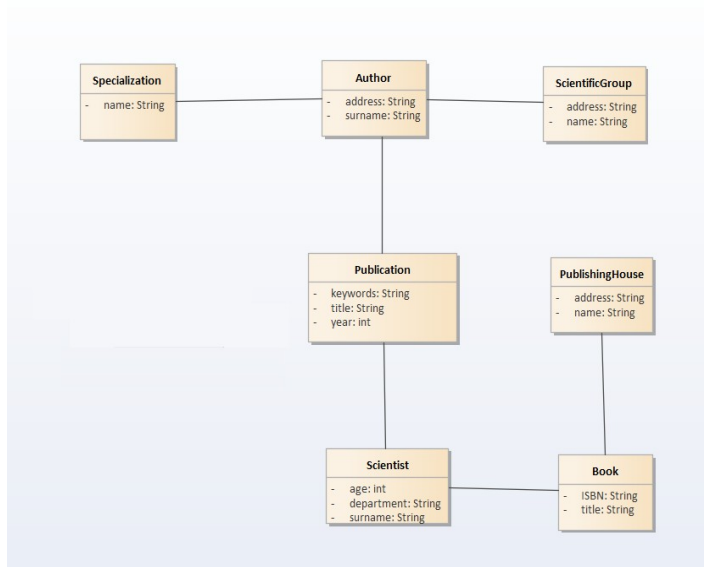 Specialization
- name: String
Author
- address: String
- surname: String
ScientificGroup
- address: String
- name: String
Publication
- keywords: String
- title: String
- year: int
PublishingHouse
- address: String
- name: String
Scientist
- age: int
- department: String
- surname: String
Book
- ISBN: String
- title: String